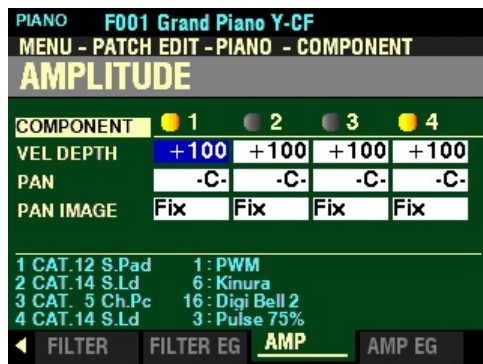 PIANO F001 Grand Piano Y-CF
MENU - PATCH EDIT - PIANO - COMPONENT
AMPLITUDE
COMPONENT 1 2 3 4
VEL DEPTH +100 +100 +100 +100
PAN -C- -C- -C- -C-
PAN IMAGE Fix Fix Fix Fix
1 CAT.12 S.Pad 1 : PWM
2 CAT.14 S.Ld 6 : Kinura
3 CAT. 5 Ch.Pc 16 : Digi Bell 2
4 CAT.14 S.Ld 3 : Pulse 75%
FILTER FILTER EG AMP AMP EG